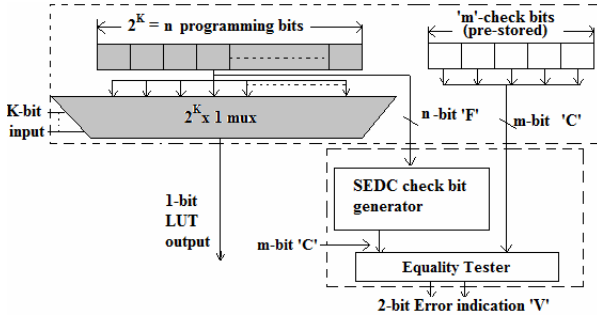 2^K = n programming bits
'm'-check bits
(pre-stored)
K-bit
input
2^K x 1 mux
n-bit 'F'
m-bit 'C'
1-bit
LUT
output
SEDC check bit
generator
m-bit 'C'
Equality Tester
2-bit Error indication 'V'